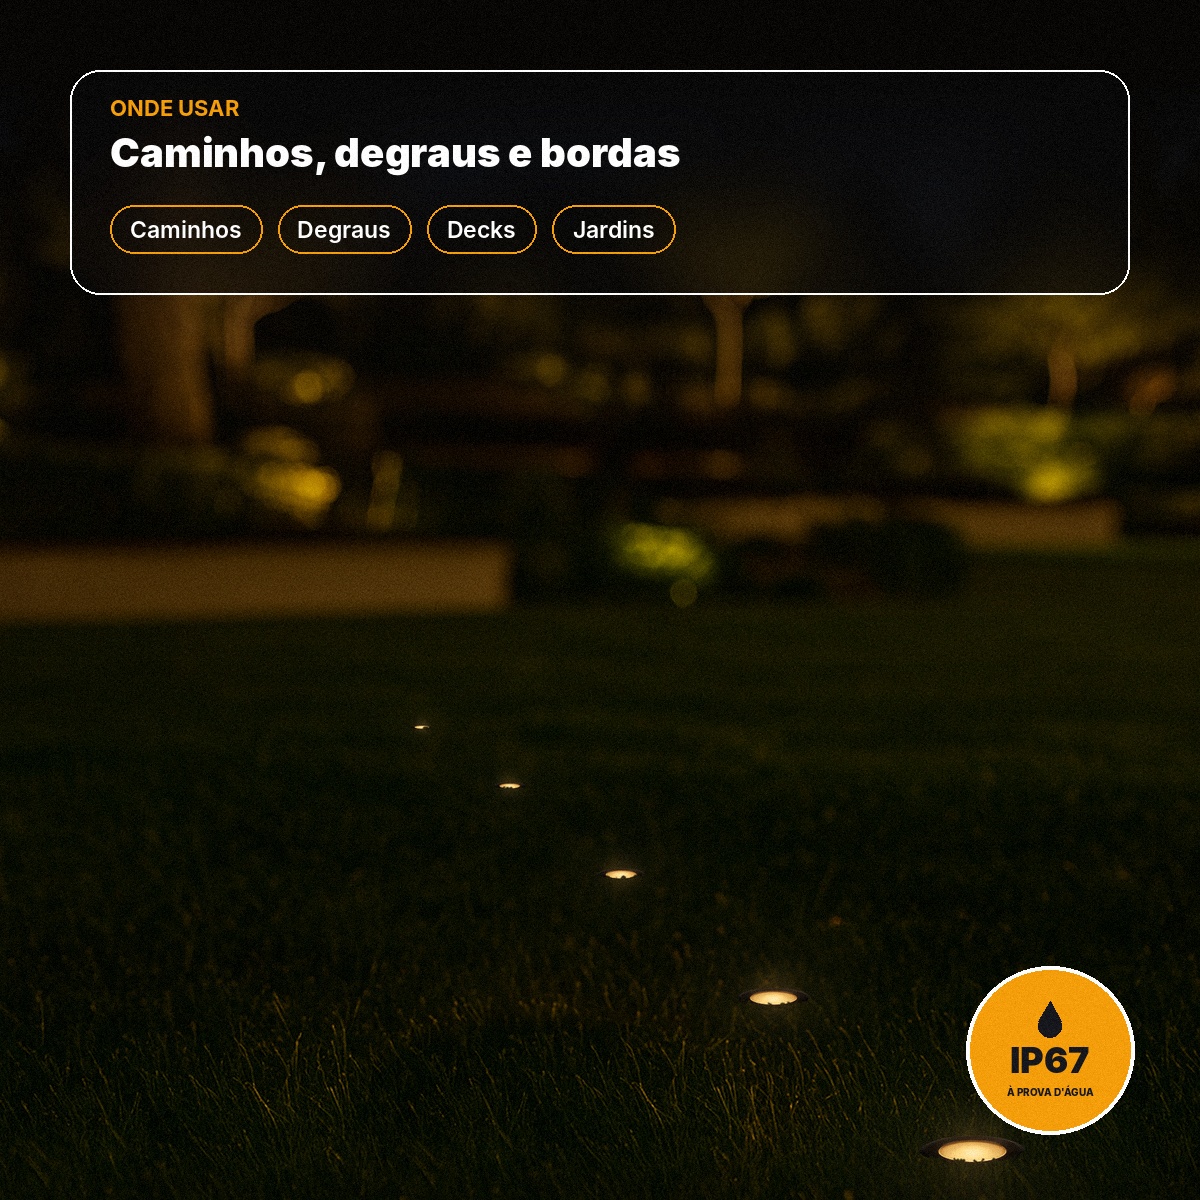 ONDE USAR
Caminhos, degraus e bordas
Caminhos
Degraus
Decks
Jardins
IP67
À PROVA D'ÁGUA